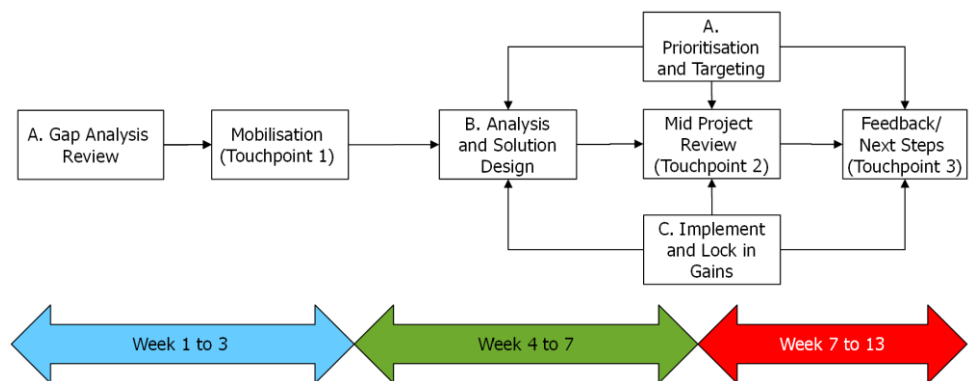 A.
Prioritisation
and Targeting
A. Gap Analysis
Review
Mobilisation
(Touchpoint 1)
B. Analysis
and Solution
Design
Mid Project
Review
(Touchpoint 2)
Feedback/
Next Steps
(Touchpoint 3)
C. Implement
and Lock in
Gains
Week 1 to 3
Week 4 to 7
Week 7 to 13